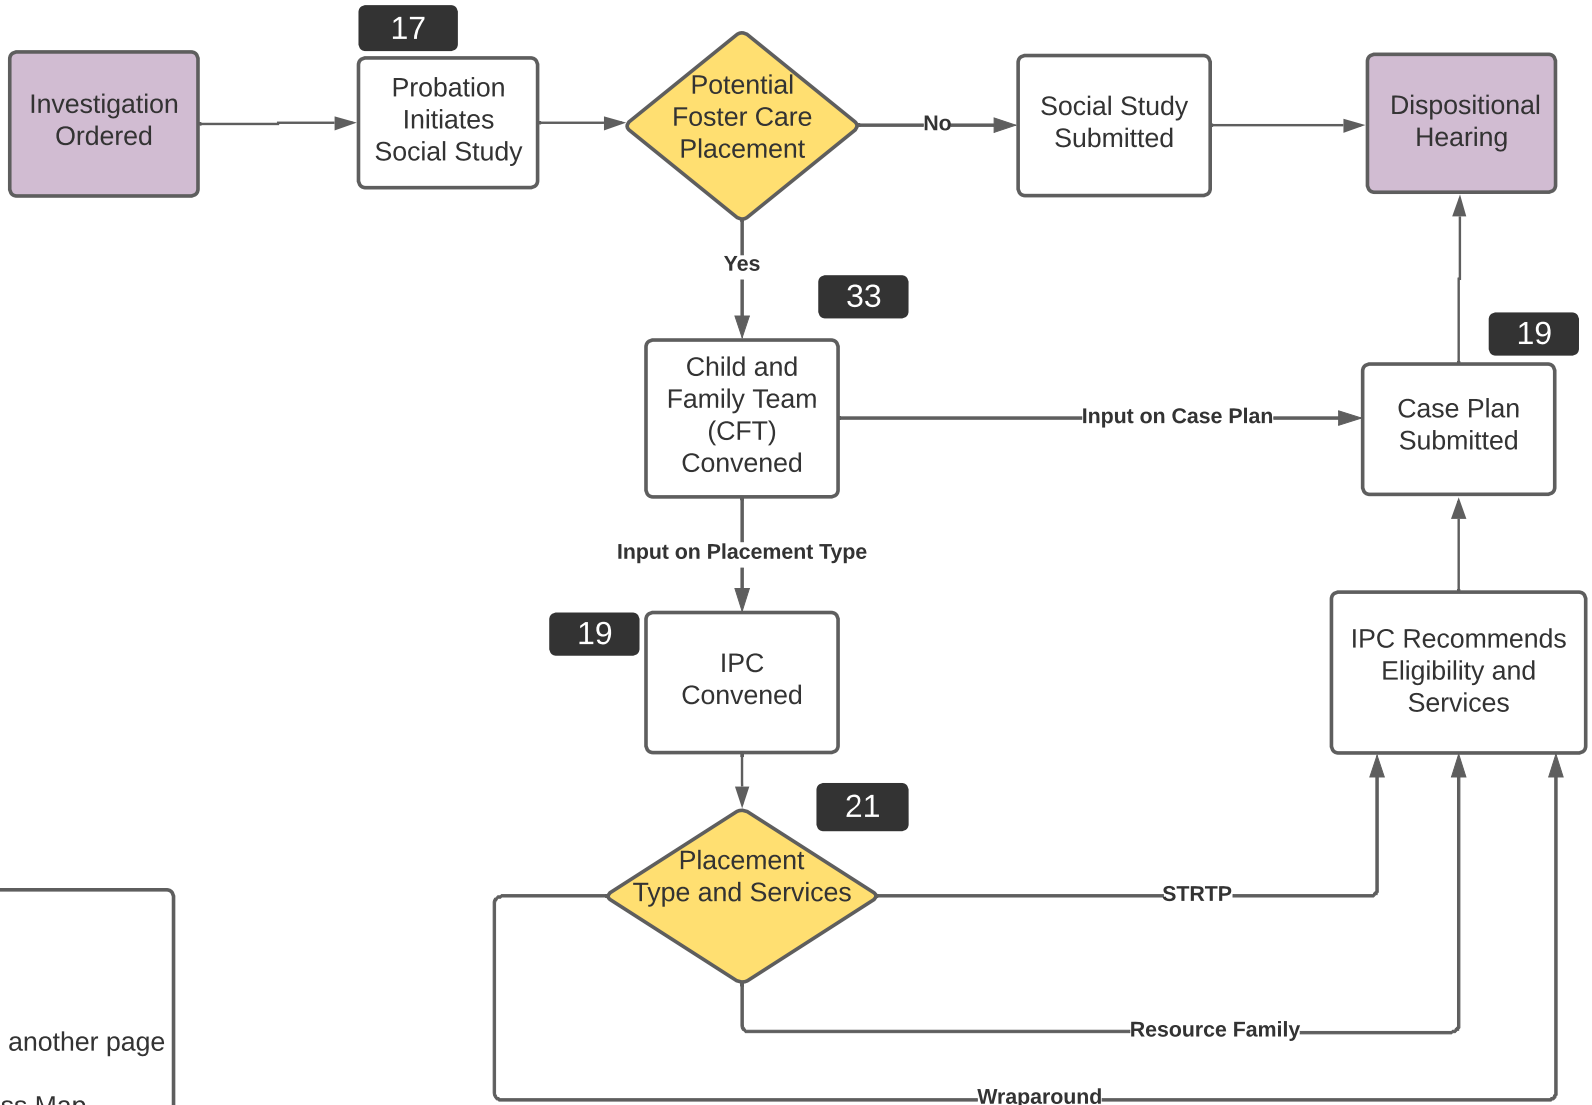 17
Investigation
Ordered
Probation
Initiates
Social Study
Potential
Foster Care
Placement
No
Social Study
Submitted
Dispositional
Hearing
Yes
33
Child and
Family Team
(CFT)
Convened
Input on Case Plan
19
Case Plan
Submitted
Input on Placement Type
19
IPC
Convened
IPC Recommends
Eligibility and
Services
21
Placement
Type and Services
STRTP
Resource Family
Wraparound
another page
ss Map